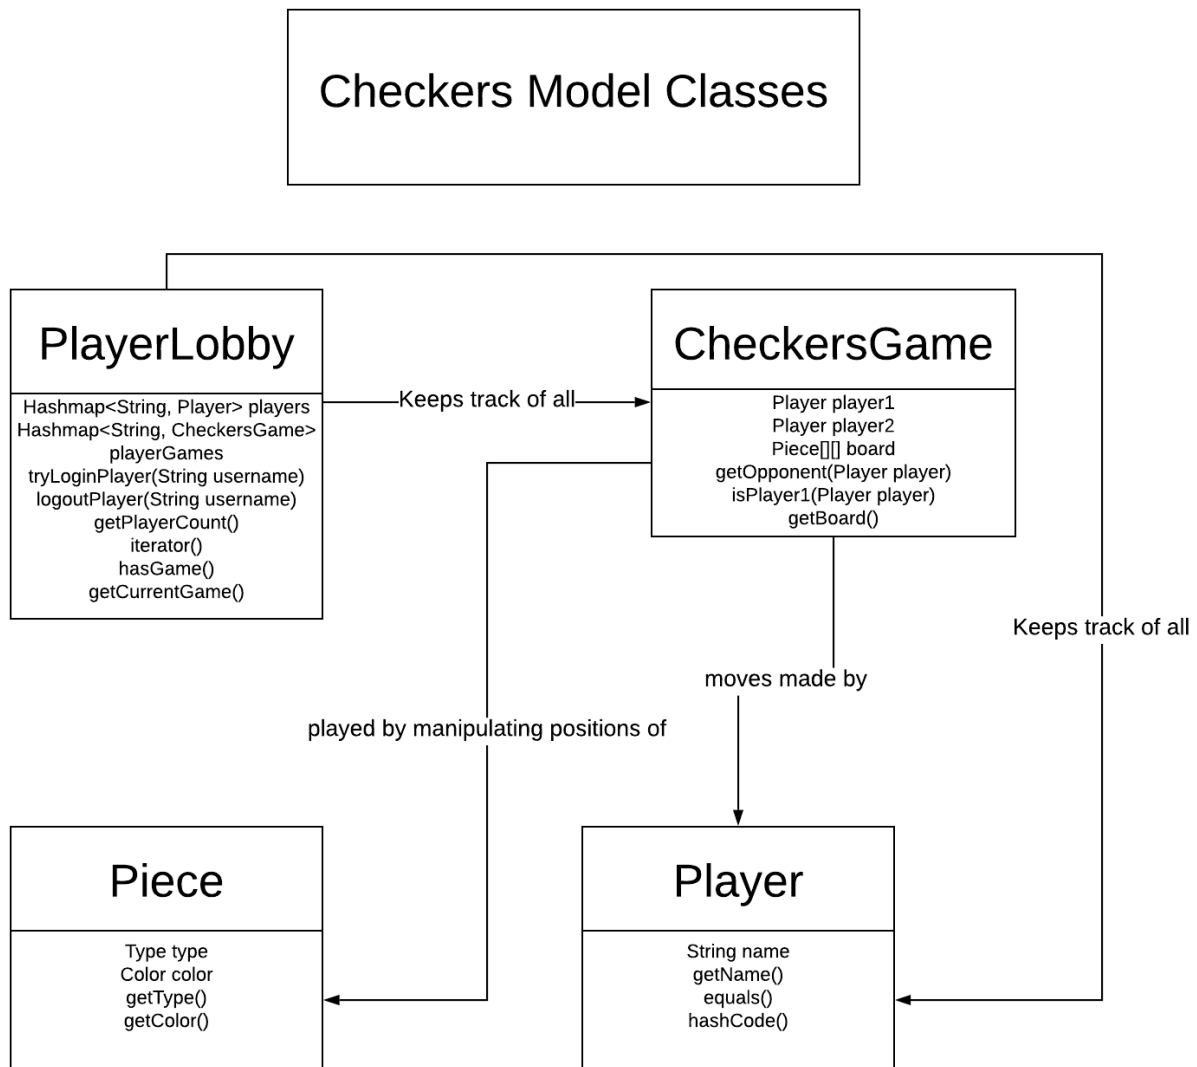 Checkers Model Classes
PlayerLobby
Hashmap<String, Player> players
Hashmap<String, CheckersGame>
playerGames
tryLoginPlayer(String username)
logoutPlayer(String username)
getPlayerCount()
iterator()
hasGame()
getCurrentGame()
Keeps track of all
CheckersGame
Player player1
Player player2
Piece[][] board
getOpponent(Player player)
isPlayer1(Player player)
getBoard()
Keeps track of all
moves made by
played by manipulating positions of
Piece
Type type
Color color
getType()
getColor()
Player
String name
getName()
equals()
hashCode()